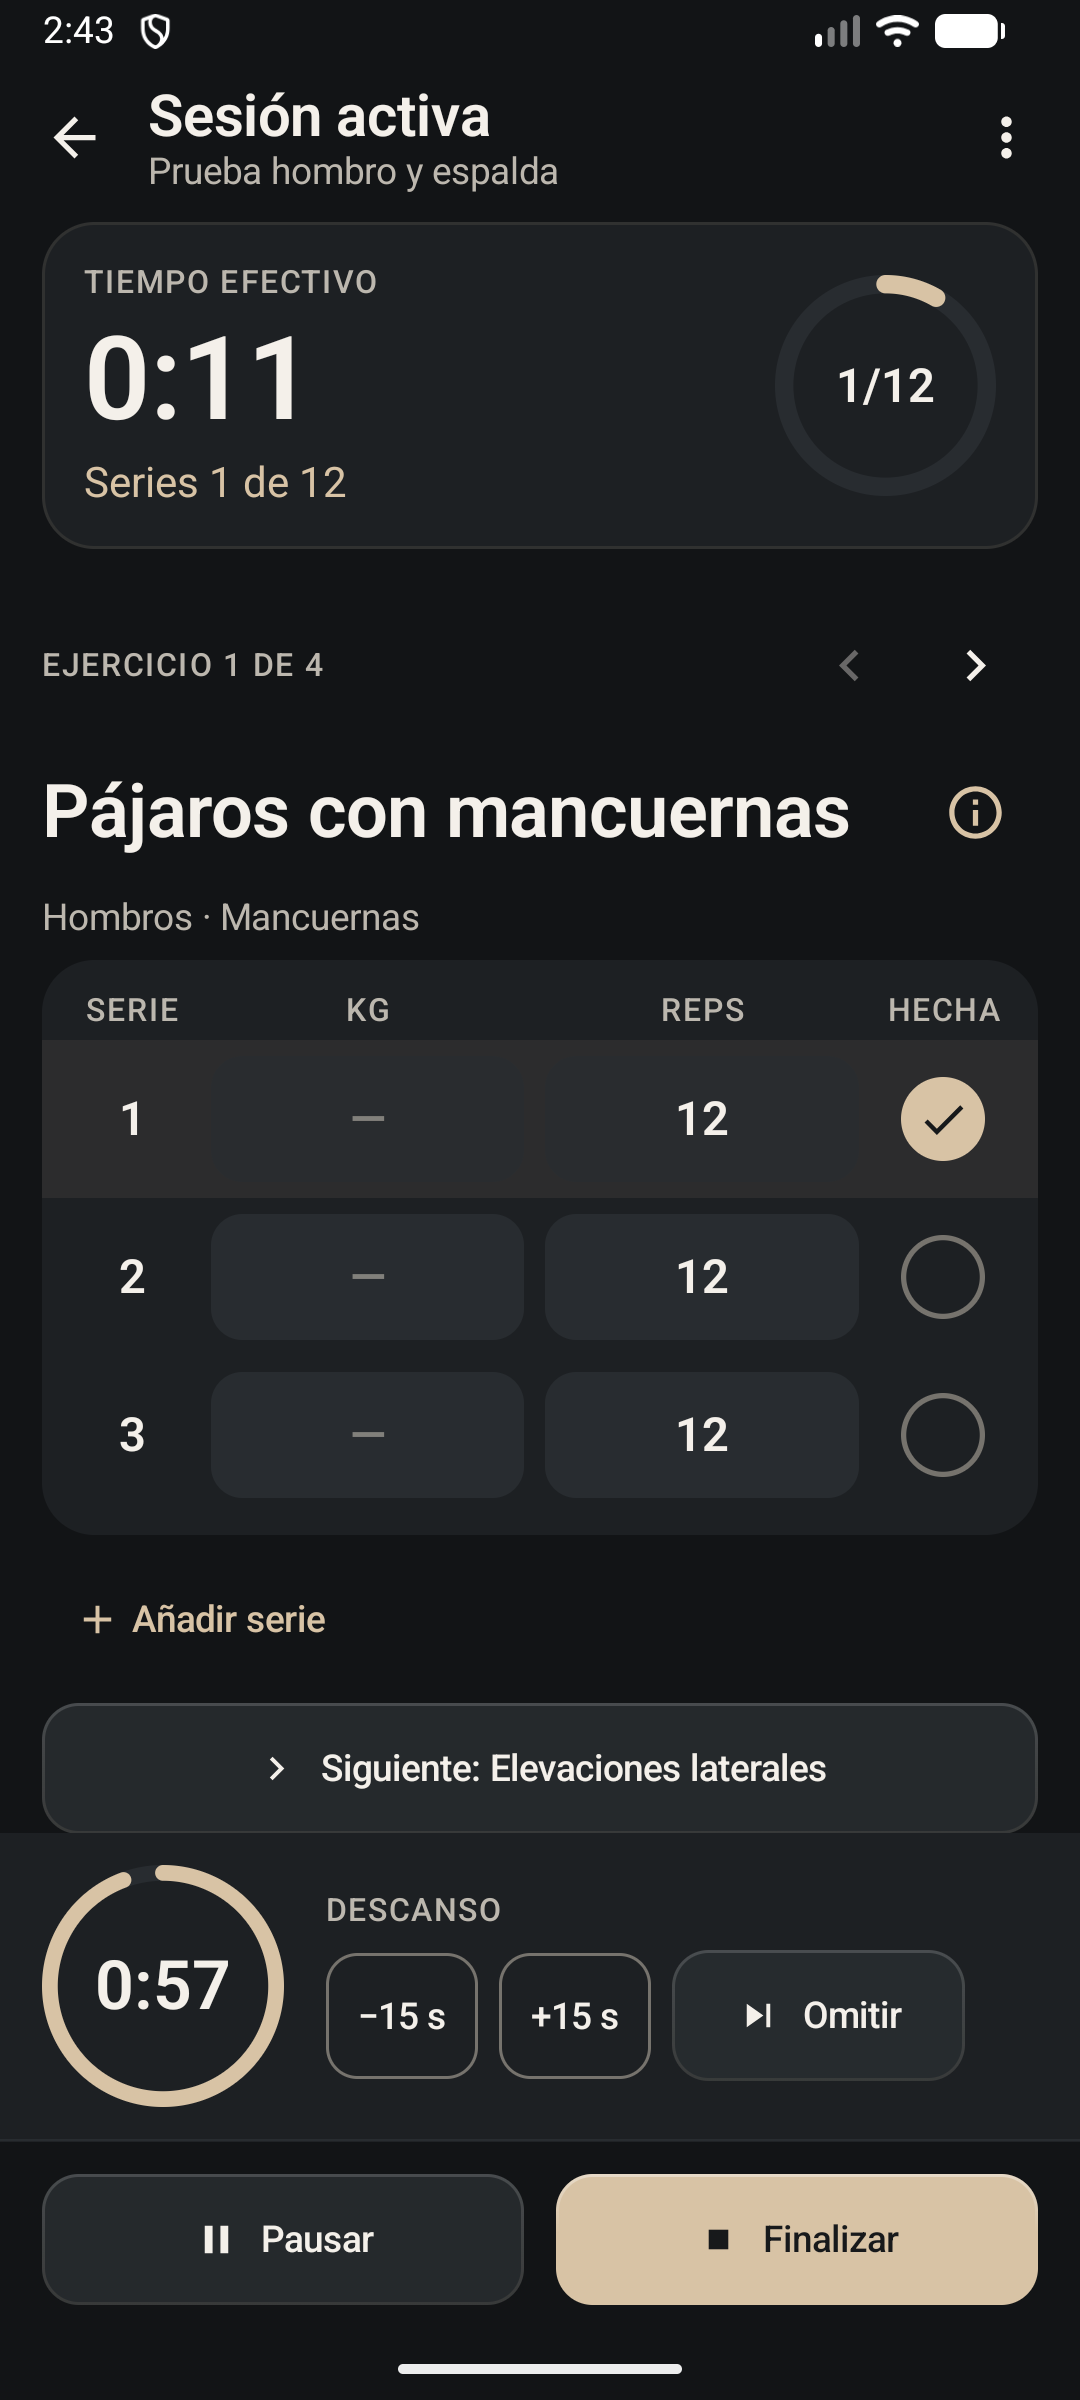 2:43
Sesión activa
Prueba hombro y espalda
TIEMPO EFECTIVO
0:11
Series 1 de 12
1/12
EJERCICIO 1 DE 4
Pájaros con mancuernas
Hombros · Mancuernas
SERIE KG REPS HECHA
1 — 12
2 — 12
3 — 12
+ Añadir serie
Siguiente: Elevaciones laterales
0:57
DESCANSO
−15 s +15 s Omitir
Pausar Finalizar